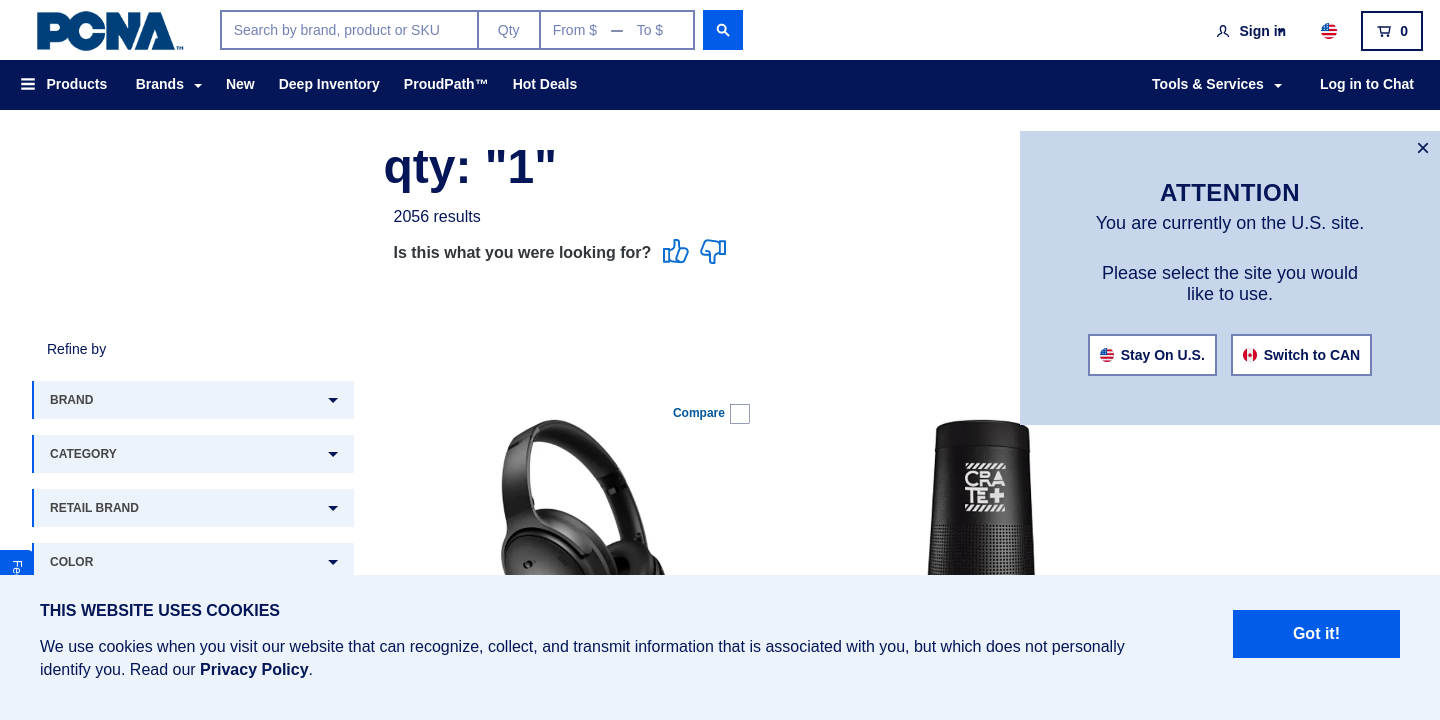 PCNA™
Search by brand, product or SKU
Qty
From $ — To $
Sign in
0
Products
Brands
New
Deep Inventory
ProudPath™
Hot Deals
Tools & Services
Log in to Chat
qty: "1"
2056 results
Is this what you were looking for?
×
ATTENTION
You are currently on the U.S. site.
Please select the site you would
like to use.
Stay On U.S.
Switch to CAN
Refine by
BRAND
CATEGORY
RETAIL BRAND
COLOR
Compare
CRATE+
Fe
THIS WEBSITE USES COOKIES
We use cookies when you visit our website that can recognize, collect, and transmit information that is associated with you, but which does not personally
identify you. Read our Privacy Policy.
Got it!